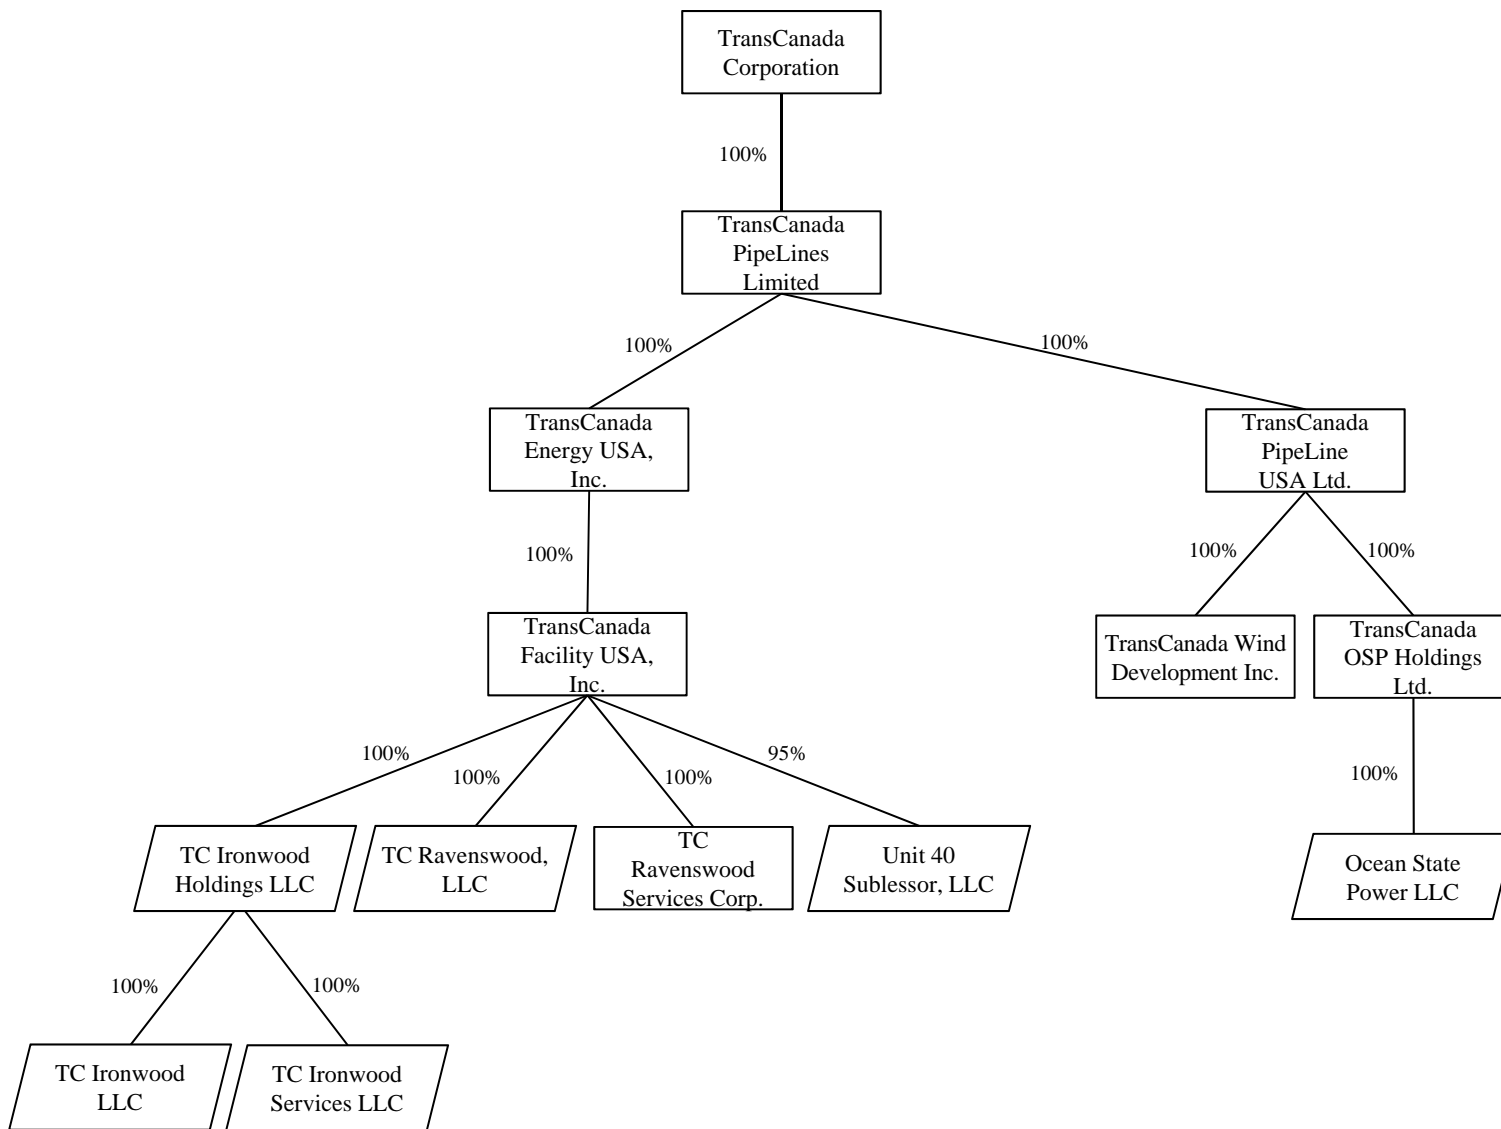 TransCanada
Corporation
100%
TransCanada
PipeLines
Limited
100%
100%
TransCanada
Energy USA,
Inc.
TransCanada
PipeLine
USA Ltd.
100%
100%
100%
TransCanada
Facility USA,
Inc.
TransCanada Wind
Development Inc.
TransCanada
OSP Holdings
Ltd.
100%
100%
100%
95%
100%
TC Ironwood
Holdings LLC
TC Ravenswood,
LLC
TC
Ravenswood
Services Corp.
Unit 40
Sublessor, LLC
Ocean State
Power LLC
100%
100%
TC Ironwood
LLC
TC Ironwood
Services LLC